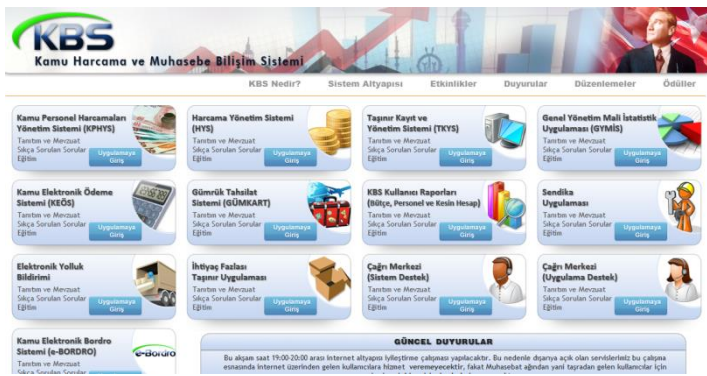 KBS
Kamu Harcama ve Muhasebe Bilişim Sistemi
KBS Nedir? Sistem Altyapısı Etkinlikler Duyurular Düzenlemeler Ödüller
Kamu Personel Harcamaları
Yönetim Sistemi (KPHYS)
Tanıtım ve Mevzuat
Sıkça Sorulan Sorular
Eğitim
Uygulamaya
Giriş
Harcama Yönetim Sistemi
(HYS)
Tanıtım ve Mevzuat
Sıkça Sorulan Sorular
Eğitim
Uygulamaya
Giriş
Taşınır Kayıt ve
Yönetim Sistemi (TKYS)
Tanıtım ve Mevzuat
Sıkça Sorulan Sorular
Eğitim
Uygulamaya
Giriş
Genel Yönetim Mali İstatistik
Uygulaması (GYMİS)
Tanıtım ve Mevzuat
Sıkça Sorulan Sorular
Eğitim
Uygulamaya
Giriş
Kamu Elektronik Ödeme
Sistemi (KEÖS)
Tanıtım ve Mevzuat
Sıkça Sorulan Sorular
Eğitim
Uygulamaya
Giriş
Gümrük Tahsilat
Sistemi (GÜMKART)
Tanıtım ve Mevzuat
Sıkça Sorulan Sorular
Eğitim
Uygulamaya
Giriş
KBS Kullanıcı Raporları
(Bütçe, Personel ve Kesin Hesap)
Tanıtım ve Mevzuat
Sıkça Sorulan Sorular
Eğitim
Uygulamaya
Giriş
Sendika
Uygulaması
Tanıtım ve Mevzuat
Sıkça Sorulan Sorular
Eğitim
Uygulamaya
Giriş
Elektronik Yolluk
Bildirimi
Tanıtım ve Mevzuat
Sıkça Sorulan Sorular
Eğitim
Uygulamaya
Giriş
İhtiyaç Fazlası
Taşınır Uygulaması
Tanıtım ve Mevzuat
Sıkça Sorulan Sorular
Eğitim
Uygulamaya
Giriş
Çağrı Merkezi
(Sistem Destek)
Tanıtım ve Mevzuat
Sıkça Sorulan Sorular
Eğitim
Uygulamaya
Giriş
Çağrı Merkezi
(Uygulama Destek)
Tanıtım ve Mevzuat
Sıkça Sorulan Sorular
Eğitim
Uygulamaya
Giriş
Kamu Elektronik Bordro
Sistemi (e-BORDRO)
e-Bordro
Tanıtım ve Mevzuat
Sıkça Sorulan Sorular
Uygulamaya
GÜNCEL DUYURULAR
Bu akşam saat 19:00-20:00 arası internet altyapısı iyileştirme çalışması yapılacaktır. Bu nedenle dışarıya açık olan servislerimiz bu çalışma
esnasında internet üzerinden gelen kullanıcılara hizmet veremeyecektir, fakat Muhasebat ağından yani taşradan gelen kullanıcılar için